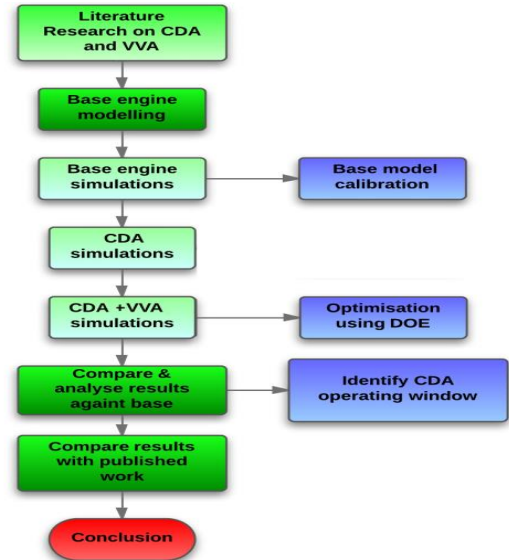 Literature
Research on CDA
and VVA
Base engine
modelling
Base engine
simulations
Base model
calibration
CDA
simulations
CDA +VVA
simulations
Optimisation
using DOE
Compare &
analyse results
againt base
Identify CDA
operating window
Compare results
with published
work
Conclusion